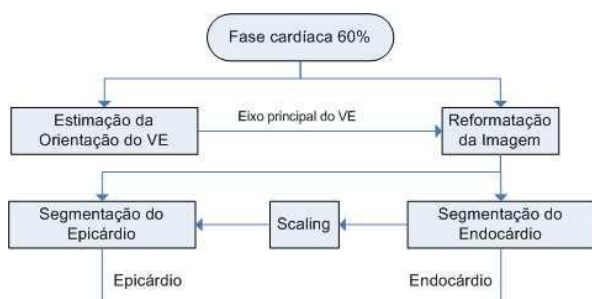 Fase cardíaca 60%
Estimação da
Orientação do VE
Eixo principal do VE
Reformatação
da Imagem
Segmentação do
Epicárdio
Scaling
Segmentação do
Endocárdio
Epicárdio
Endocárdio